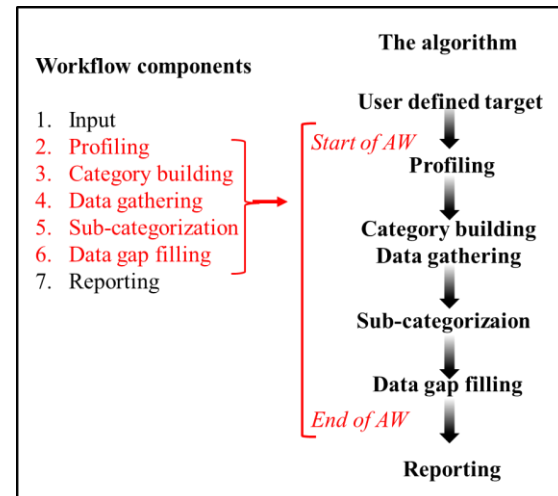 Workflow components
1. Input
2. Profiling
3. Category building
4. Data gathering
5. Sub-categorization
6. Data gap filling
7. Reporting
The algorithm
User defined target
Start of AW
Profiling
Category building
Data gathering
Sub-categorizaion
Data gap filling
End of AW
Reporting